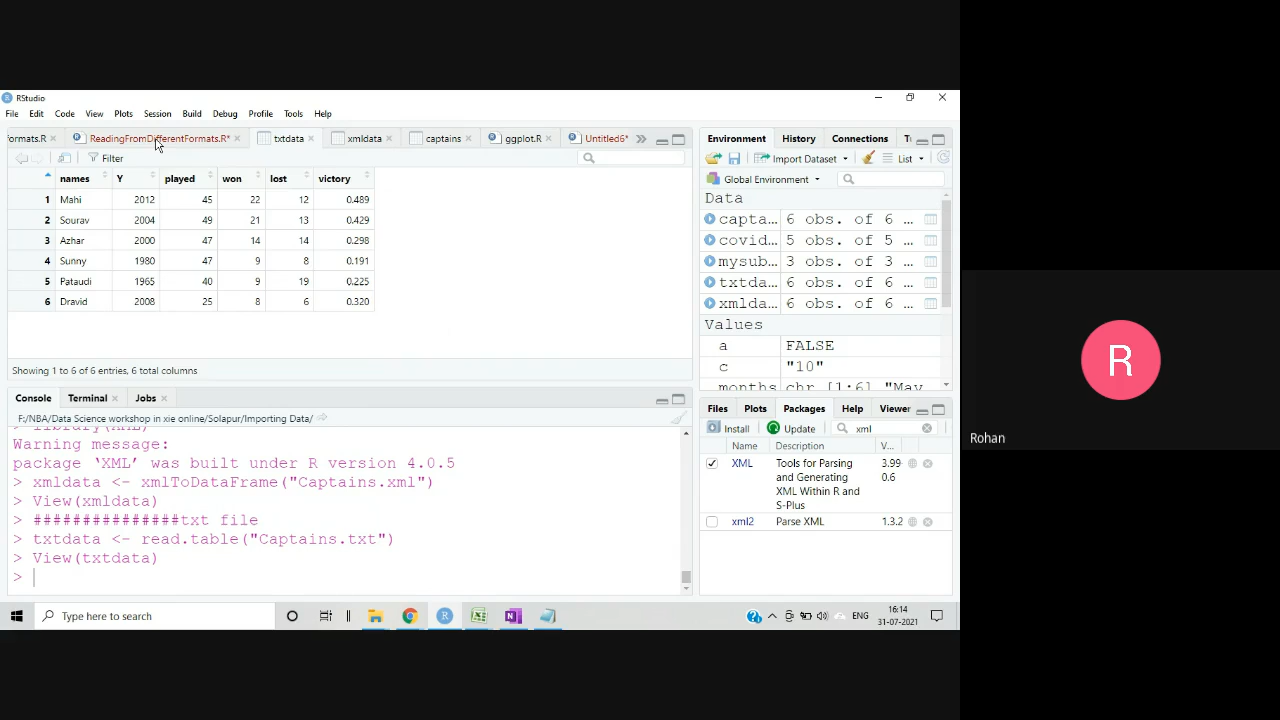 RStudio
File Edit Code View Plots Session Build Debug Profile Tools Help
formats.R ReadingFromDifferentFormats.R* txtdata xmldata captains ggplot.R Untitled6*
Filter
names Y played won lost victory
1 Mahi 2012 45 22 12 0.489
2 Sourav 2004 49 21 13 0.429
3 Azhar 2000 47 14 14 0.298
4 Sunny 1980 47 9 8 0.191
5 Pataudi 1965 40 9 19 0.225
6 Dravid 2008 25 8 6 0.320
Showing 1 to 6 of 6 entries, 6 total columns
Console Terminal Jobs
F:/NBA/Data Science workshop in xie online/Solapur/Importing Data/
Warning message:
package ‘XML’ was built under R version 4.0.5
> xmldata <- xmlToDataFrame("Captains.xml")
> View(xmldata)
> ###############txt file
> txtdata <- read.table("Captains.txt")
> View(txtdata)
>
Environment History Connections
Import Dataset List
Global Environment
Data
capta... 6 obs. of 6 ...
covid... 5 obs. of 5 ...
mysub... 3 obs. of 3 ...
txtda... 6 obs. of 6 ...
xmlda... 6 obs. of 6 ...
Values
a FALSE
c "10"
months chr [1:6] "May
Files Plots Packages Help Viewer
Install Update xml
Name Description V...
XML Tools for Parsing and Generating XML Within R and S-Plus 3.99-0.6
xml2 Parse XML 1.3.2
Type here to search
ENG
16:14
31-07-2021
R
Rohan